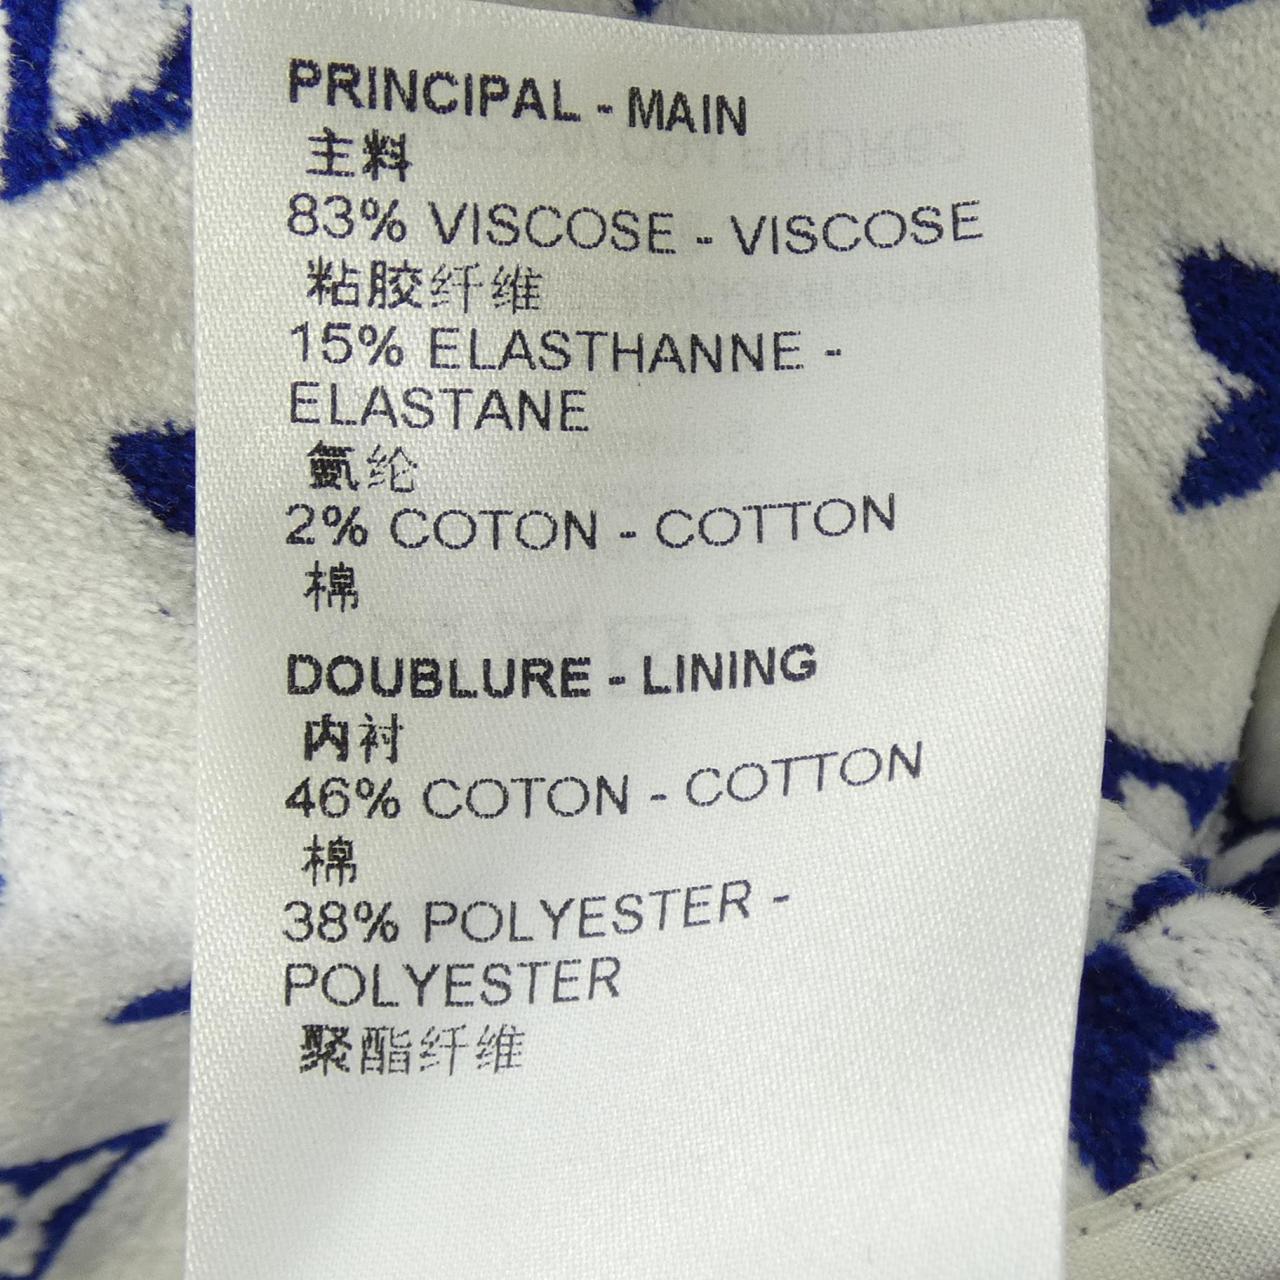 PRINCIPAL - MAIN
主料
83% VISCOSE - VISCOSE
粘胶纤维
15% ELASTHANNE -
ELASTANE
氨纶
2% COTON - COTTON
棉
DOUBLURE - LINING
内衬
46% COTON - COTTON
棉
38% POLYESTER -
POLYESTER
聚酯纤维